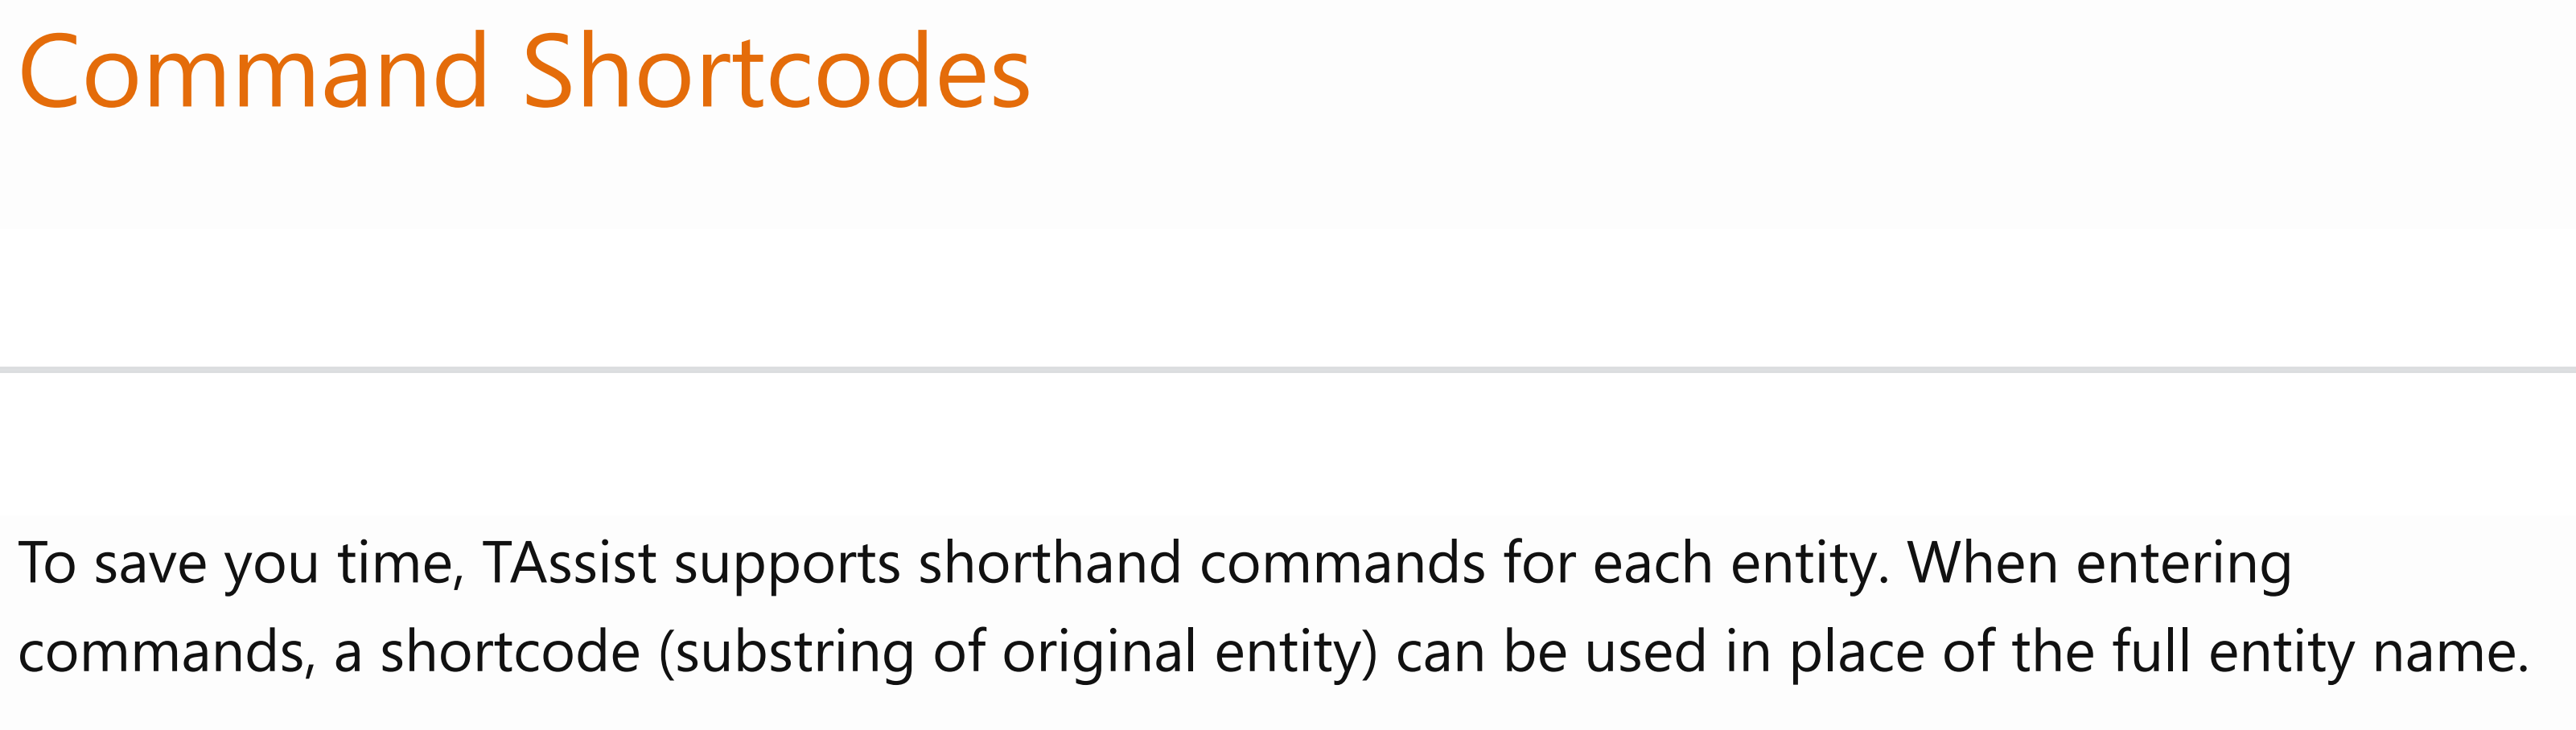 Command Shortcodes
To save you time, TAssist supports shorthand commands for each entity. When entering
commands, a shortcode (substring of original entity) can be used in place of the full entity name.